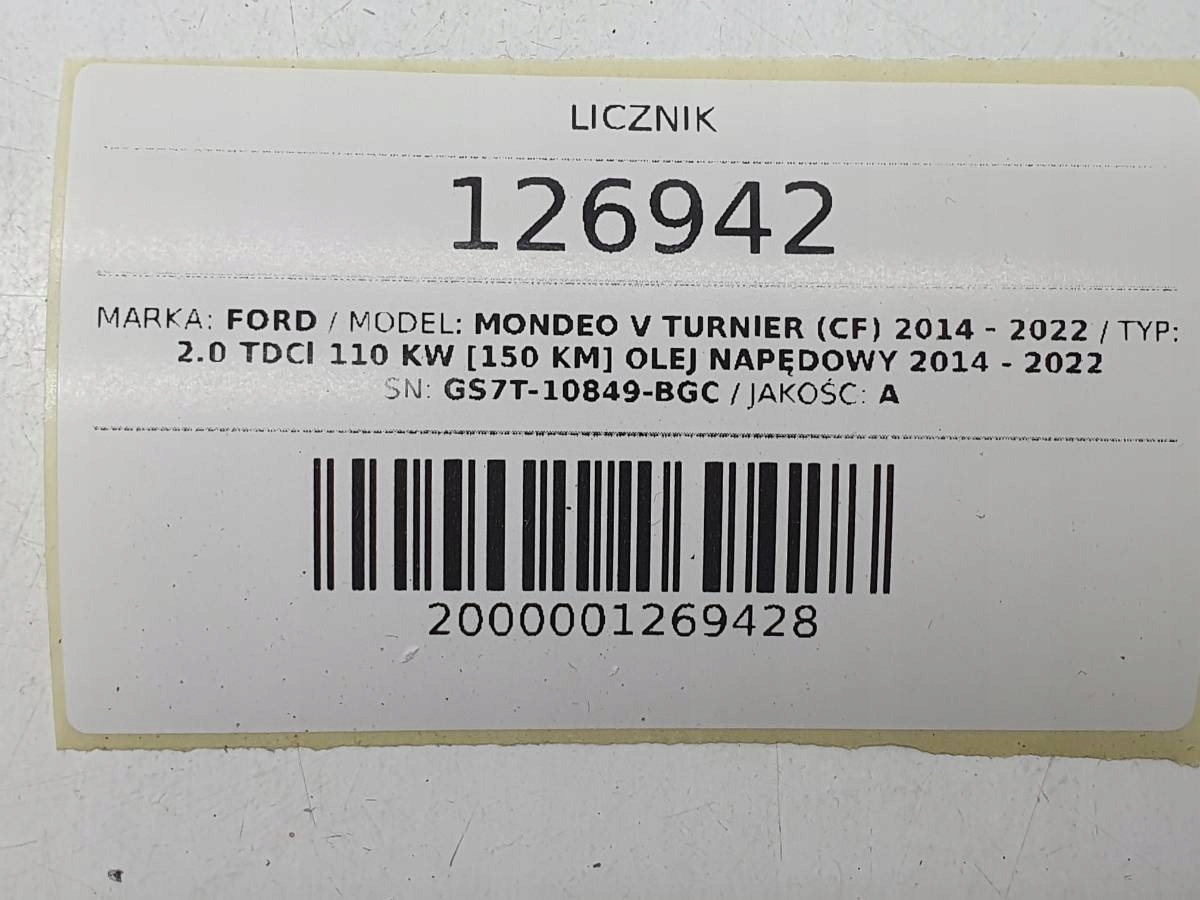 LICZNIK
126942
MARKA: FORD / MODEL: MONDEO V TURNIER (CF) 2014 - 2022 / TYP:
2.0 TDCI 110 KW [150 KM] OLEJ NAPĘDOWY 2014 - 2022
SN: GS7T-10849-BGC / JAKOŚC: A
2000001269428